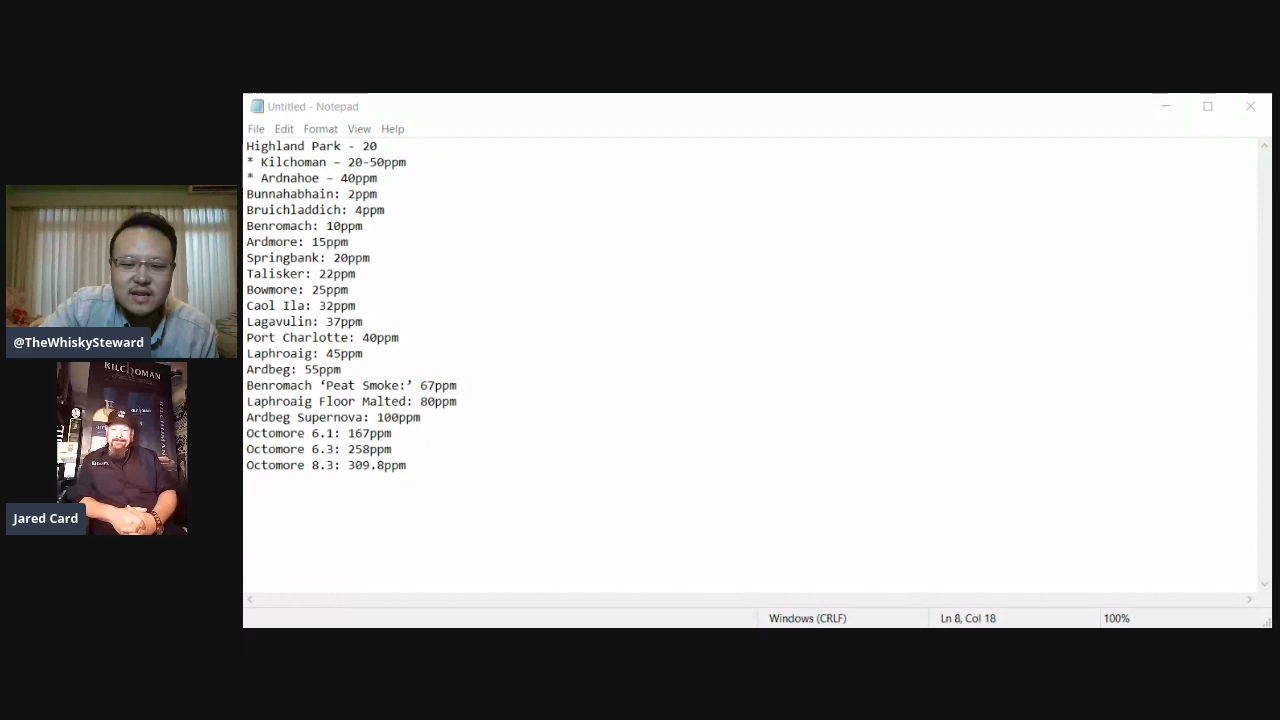 Untitled - Notepad
File Edit Format View Help
Highland Park - 20
* Kilchoman – 20-50ppm
* Ardnahoe – 40ppm
Bunnahabhain: 2ppm
Bruichladdich: 4ppm
Benromach: 10ppm
Ardmore: 15ppm
Springbank: 20ppm
Talisker: 22ppm
Bowmore: 25ppm
Caol Ila: 32ppm
Lagavulin: 37ppm
Port Charlotte: 40ppm
Laphroaig: 45ppm
Ardbeg: 55ppm
Benromach ‘Peat Smoke:’ 67ppm
Laphroaig Floor Malted: 80ppm
Ardbeg Supernova: 100ppm
Octomore 6.1: 167ppm
Octomore 6.3: 258ppm
Octomore 8.3: 309.8ppm
Windows (CRLF) Ln 8, Col 18 100%
@TheWhiskySteward
KILCHOMAN
Jared Card